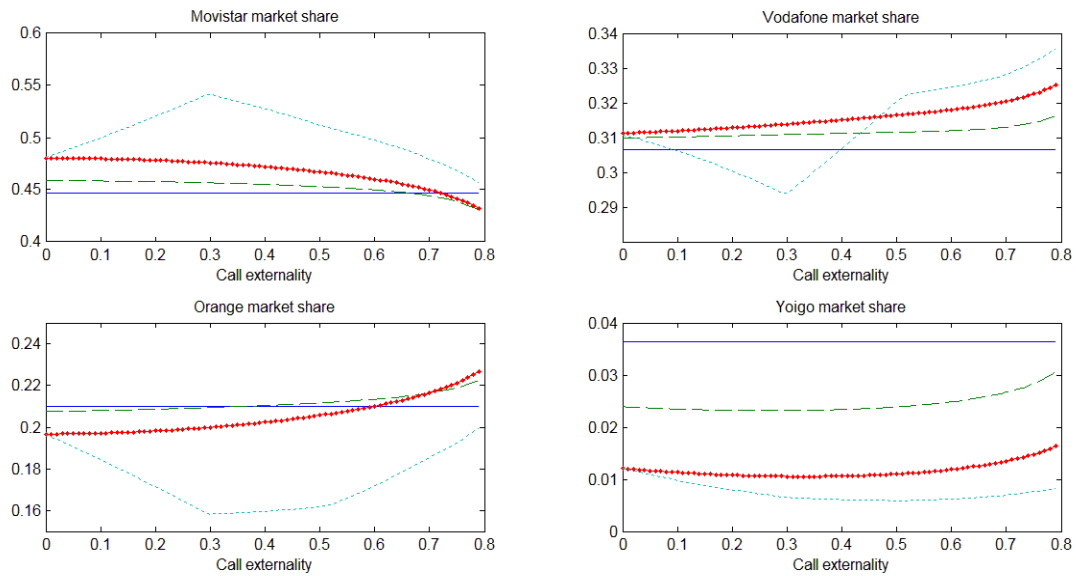 Movistar market share
0.6
0.55
0.5
0.45
0.4
0 0.1 0.2 0.3 0.4 0.5 0.6 0.7 0.8
Call externality
Vodafone market share
0.34
0.33
0.32
0.31
0.3
0.29
0 0.1 0.2 0.3 0.4 0.5 0.6 0.7 0.8
Call externality
Orange market share
0.24
0.22
0.2
0.18
0.16
0 0.1 0.2 0.3 0.4 0.5 0.6 0.7 0.8
Call externality
Yoigo market share
0.04
0.03
0.02
0.01
0
0 0.1 0.2 0.3 0.4 0.5 0.6 0.7 0.8
Call externality